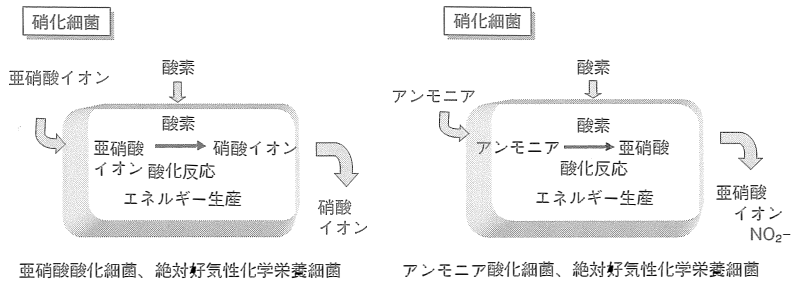 硝化細菌
亜硝酸イオン
酸素
酸素
亜硝酸
イオン
硝酸イオン
酸化反応
エネルギー生産
硝酸
イオン
亜硝酸酸化細菌、絶対好気性化学栄養細菌
硝化細菌
アンモニア
酸素
酸素
アンモニア
亜硝酸
酸化反応
エネルギー生産
亜硝酸
イオン
NO₂−
アンモニア酸化細菌、絶対好気性化学栄養細菌